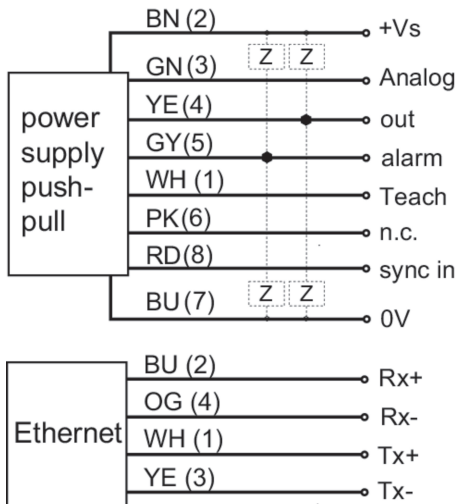 BN (2) +Vs
Z Z
GN (3) Analog
YE (4) out
GY(5) alarm
WH (1) Teach
PK(6) n.c.
RD(8) sync in
Z Z
BU(7) 0V
power
supply
push-
pull
BU (2) Rx+
OG (4) Rx-
Ethernet
WH (1) Tx+
YE (3) Tx-